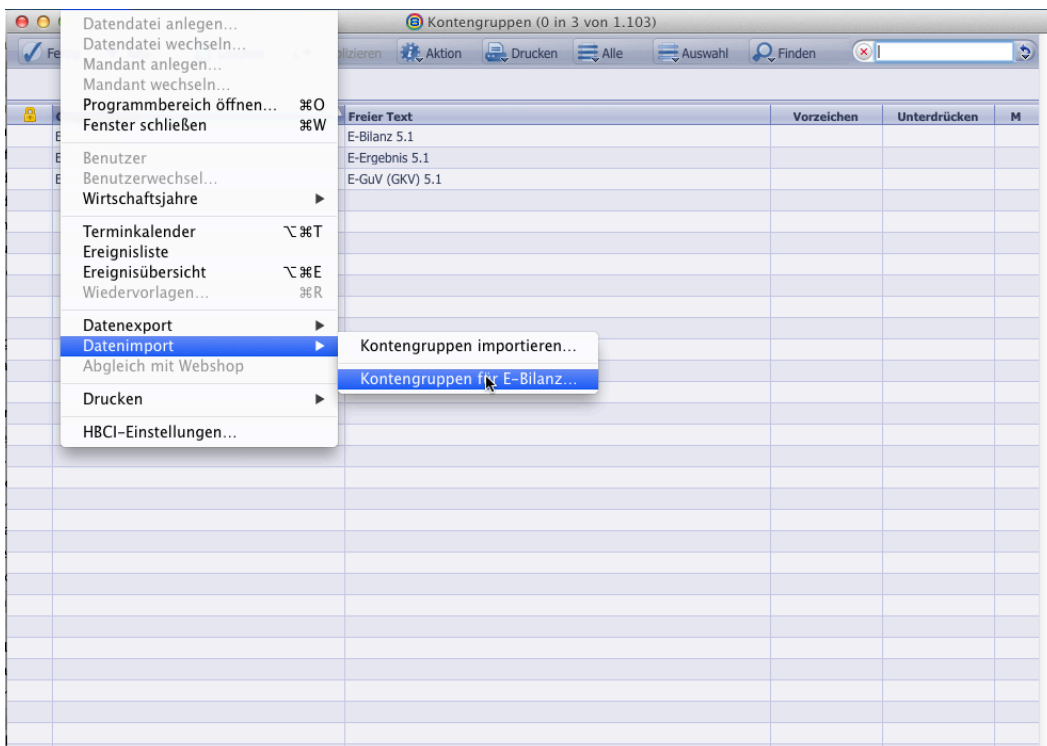 Kontengruppen (0 in 3 von 1.103)
Aktion
Drucken
Alle
Auswahl
Finden
Datendatei anlegen...
Datendatei wechseln...
Mandant anlegen...
Mandant wechseln...
Programmbereich öffnen... ⌘O
Fenster schließen ⌘W
Benutzer
Benutzerwechsel...
Wirtschaftsjahre
Terminkalender ⌥⌘T
Ereignisliste
Ereignisübersicht ⌥⌘E
Wiedervorlagen... ⌘R
Datenexport
Datenimport
Abgleich mit Webshop
Drucken
HBCI-Einstellungen...
Kontengruppen importieren...
Kontengruppen für E-Bilanz...
Freier Text Vorzeichen Unterdrücken M
E-Bilanz 5.1
E-Ergebnis 5.1
E-GuV (GKV) 5.1